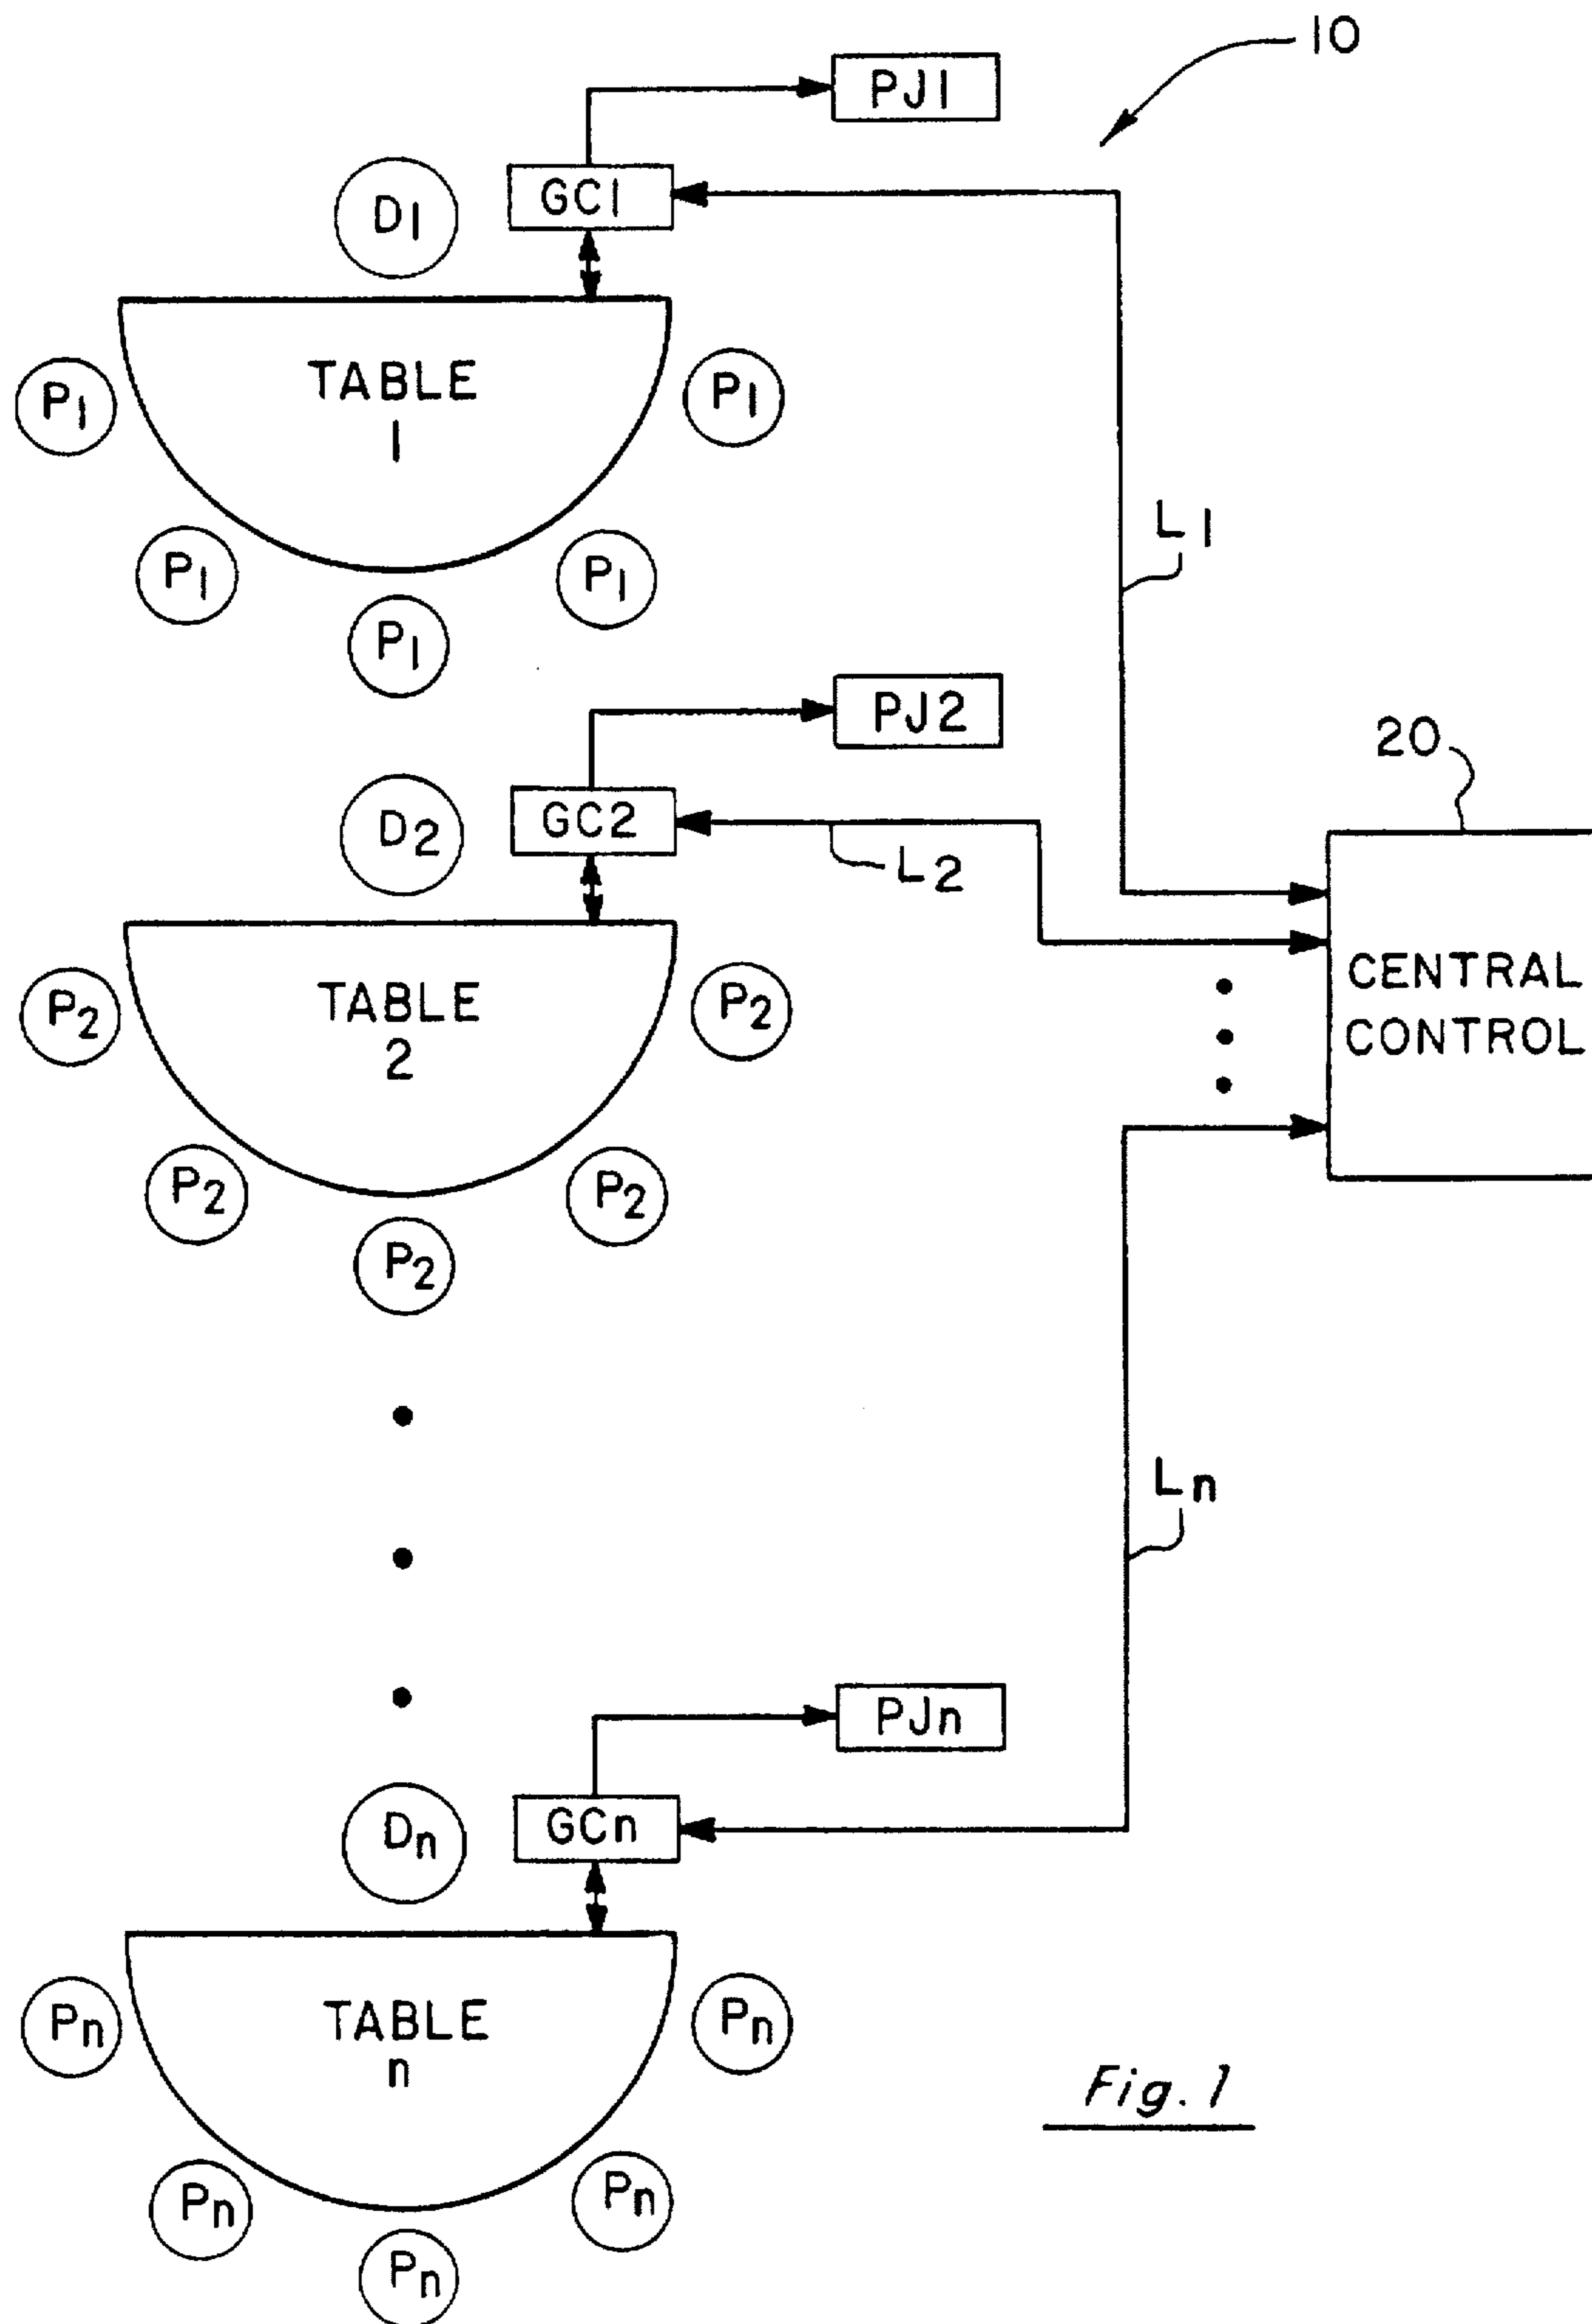 10
PJ1
GC1
D1
TABLE
1
P1
P1
P1
P1
P1
L1
PJ2
20
GC2
D2
L2
CENTRAL
CONTROL
TABLE
2
P2
P2
P2
P2
P2
Ln
PJn
GCn
Dn
TABLE
n
Pn
Pn
Pn
Pn
Pn
Fig. 1